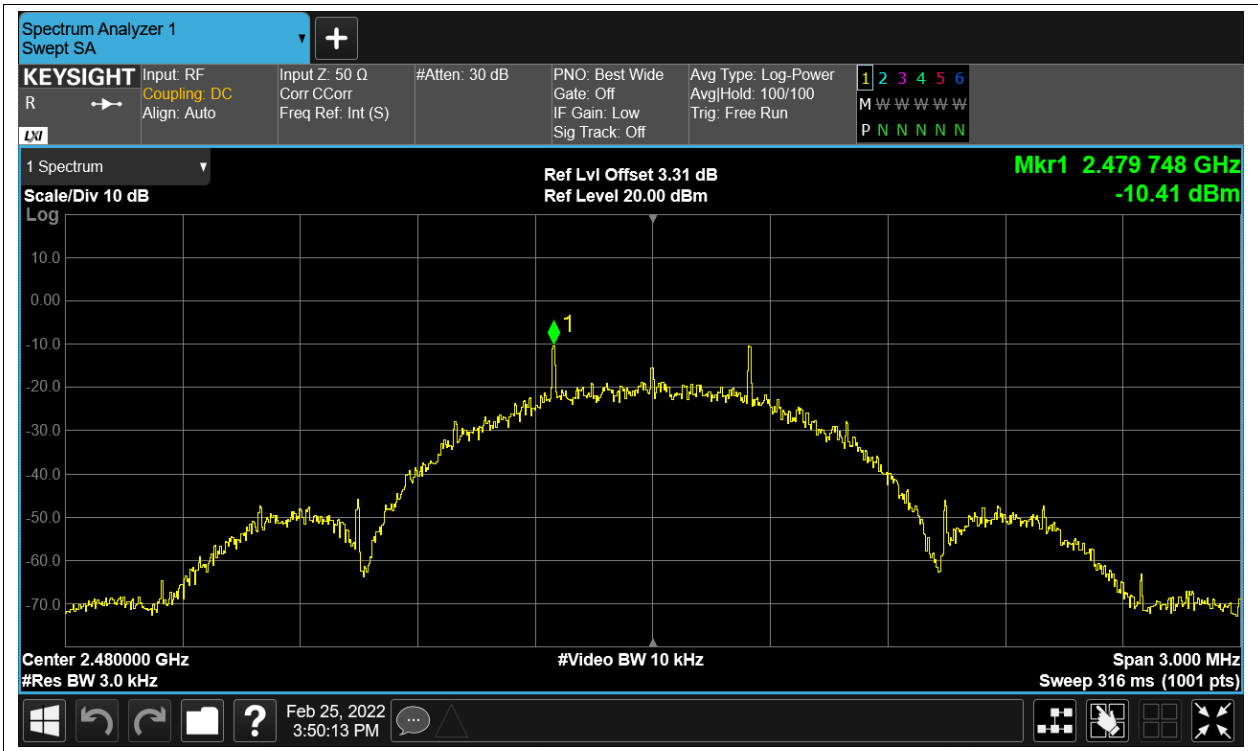 Spectrum Analyzer 1
Swept SA
KEYSIGHT
R
LXI
Input: RF
Coupling: DC
Align: Auto
Input Z: 50 Ω
Corr CCorr
Freq Ref: Int (S)
#Atten: 30 dB
PNO: Best Wide
Gate: Off
IF Gain: Low
Sig Track: Off
Avg Type: Log-Power
Avg|Hold: 100/100
Trig: Free Run
1 2 3 4 5 6
M W W W W W
P N N N N N
1 Spectrum
Scale/Div 10 dB
Log
Ref Lvl Offset 3.31 dB
Ref Level 20.00 dBm
Mkr1 2.479 748 GHz
-10.41 dBm
10.0
0.00
-10.0
-20.0
-30.0
-40.0
-50.0
-60.0
-70.0
1
Center 2.480000 GHz
#Res BW 3.0 kHz
#Video BW 10 kHz
Span 3.000 MHz
Sweep 316 ms (1001 pts)
?
Feb 25, 2022
3:50:13 PM